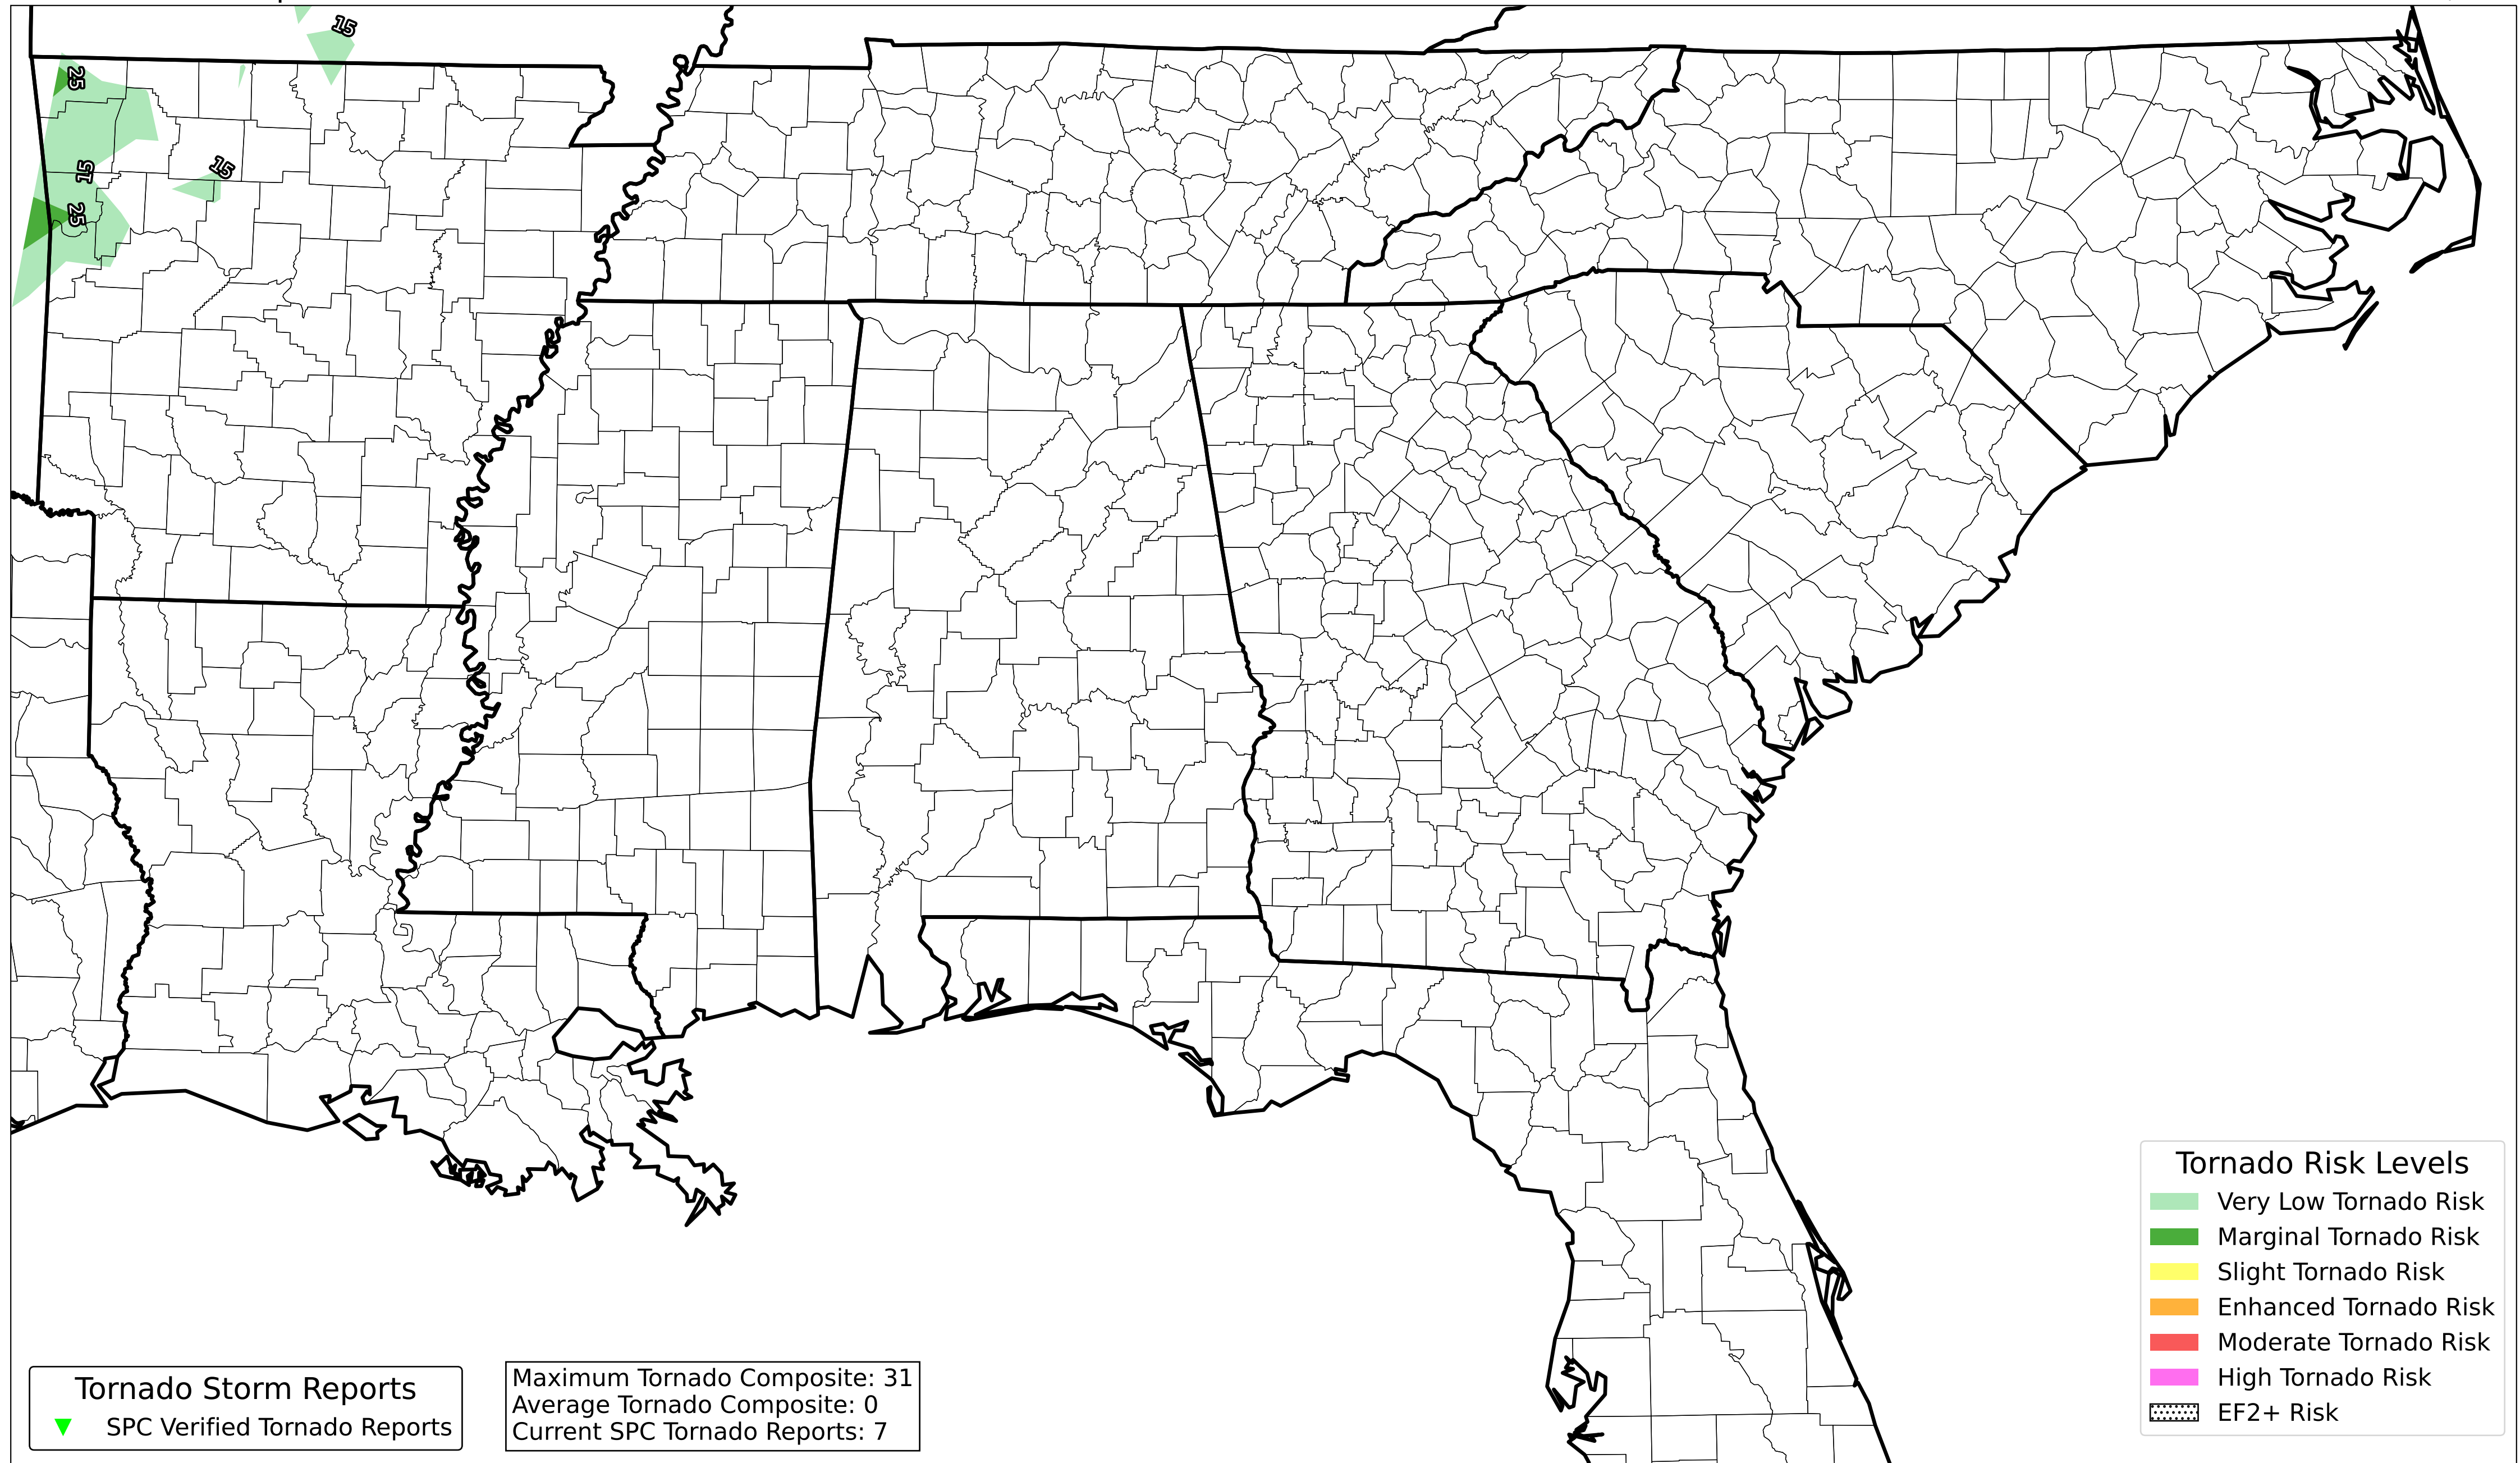 15
25
15
15
25
Tornado Risk Levels
Very Low Tornado Risk
Marginal Tornado Risk
Slight Tornado Risk
Enhanced Tornado Risk
Moderate Tornado Risk
High Tornado Risk
EF2+ Risk
Tornado Storm Reports
SPC Verified Tornado Reports
Maximum Tornado Composite: 31
Average Tornado Composite: 0
Current SPC Tornado Reports: 7